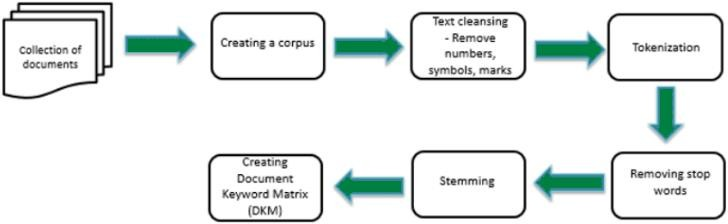 Collection of
documents
Creating a corpus
Text cleansing
- Remove
numbers,
symbols, marks
Tokenization
Removing stop
words
Stemming
Creating
Document
Keyword Matrix
(DKM)